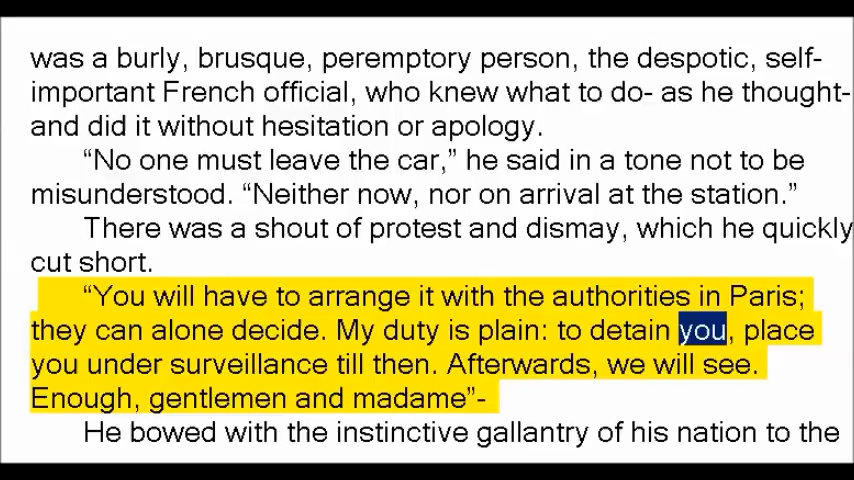 was a burly, brusque, peremptory person, the despotic, self-
important French official, who knew what to do- as he thought-
and did it without hesitation or apology.
“No one must leave the car,” he said in a tone not to be
misunderstood. “Neither now, nor on arrival at the station.”
There was a shout of protest and dismay, which he quickly
cut short.
“You will have to arrange it with the authorities in Paris;
they can alone decide. My duty is plain: to detain you, place
you under surveillance till then. Afterwards, we will see.
Enough, gentlemen and madame”-
He bowed with the instinctive gallantry of his nation to the